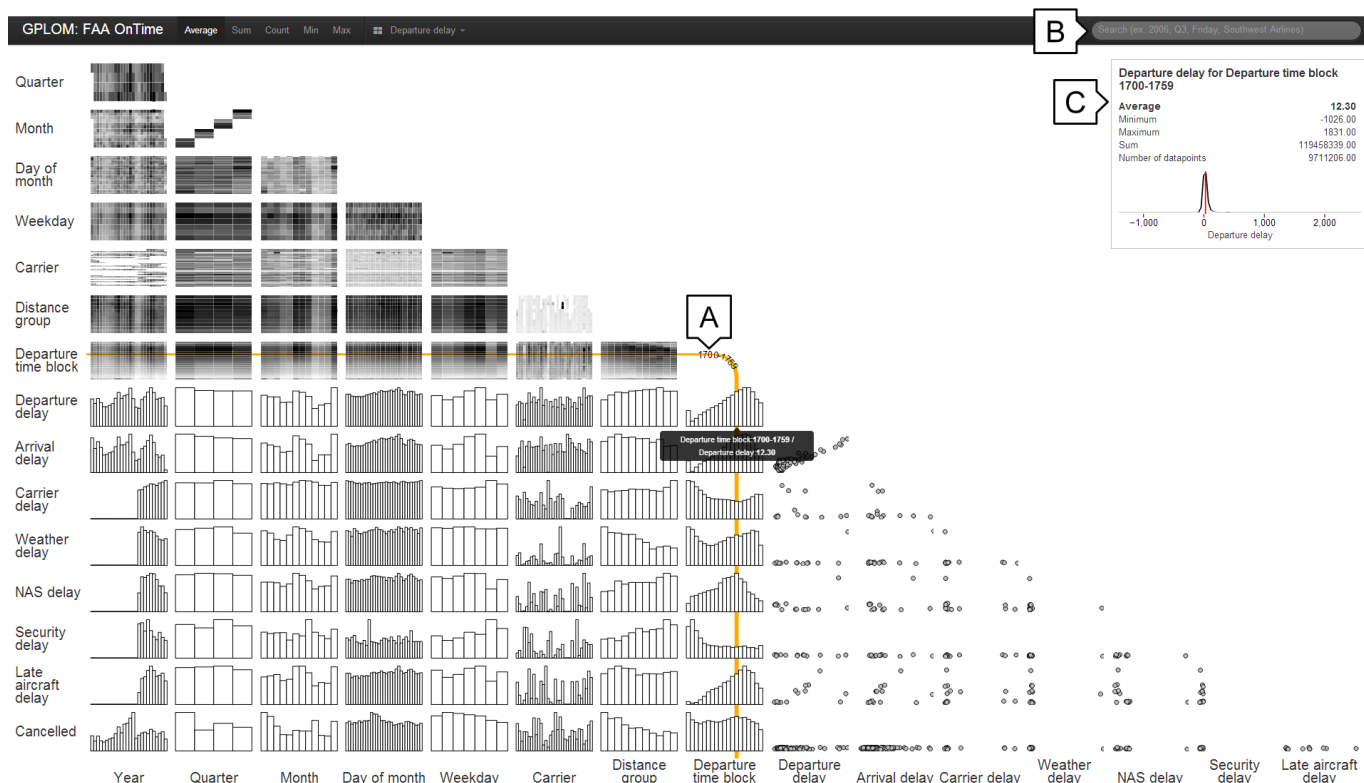 GPLOM: FAA OnTime Average Sum Count Min Max Departure delay
B
Search (ex. 2006, Q3, Friday, Southwest Airlines)
C
Departure delay for Departure time block
1700-1759
Average 12.30
Minimum -1026.00
Maximum 1831.00
Sum 119458339.00
Number of datapoints 9711206.00
−1,000 0 1,000 2,000
Departure delay
Quarter
Month
Day of
month
Weekday
Carrier
Distance
group
A
Departure
time block
1700-1759
Departure
delay
Arrival
delay
Departure time block:1700-1759 /
Departure delay:12.30
Carrier
delay
Weather
delay
NAS delay
Security
delay
Late
aircraft
delay
Cancelled
Year Quarter Month Day of month Weekday Carrier
Distance
group
Departure
time block
Departure
delay
Arrival delay Carrier delay
Weather
delay
NAS delay
Security
delay
Late aircraft
delay